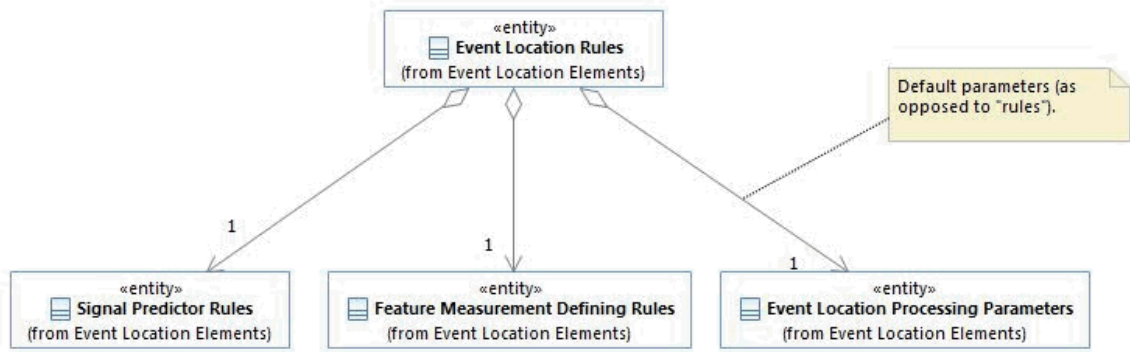 «entity»
Event Location Rules
(from Event Location Elements)
Default parameters (as
opposed to "rules").
1
1
1
«entity»
Signal Predictor Rules
(from Event Location Elements)
«entity»
Feature Measurement Defining Rules
(from Event Location Elements)
«entity»
Event Location Processing Parameters
(from Event Location Elements)